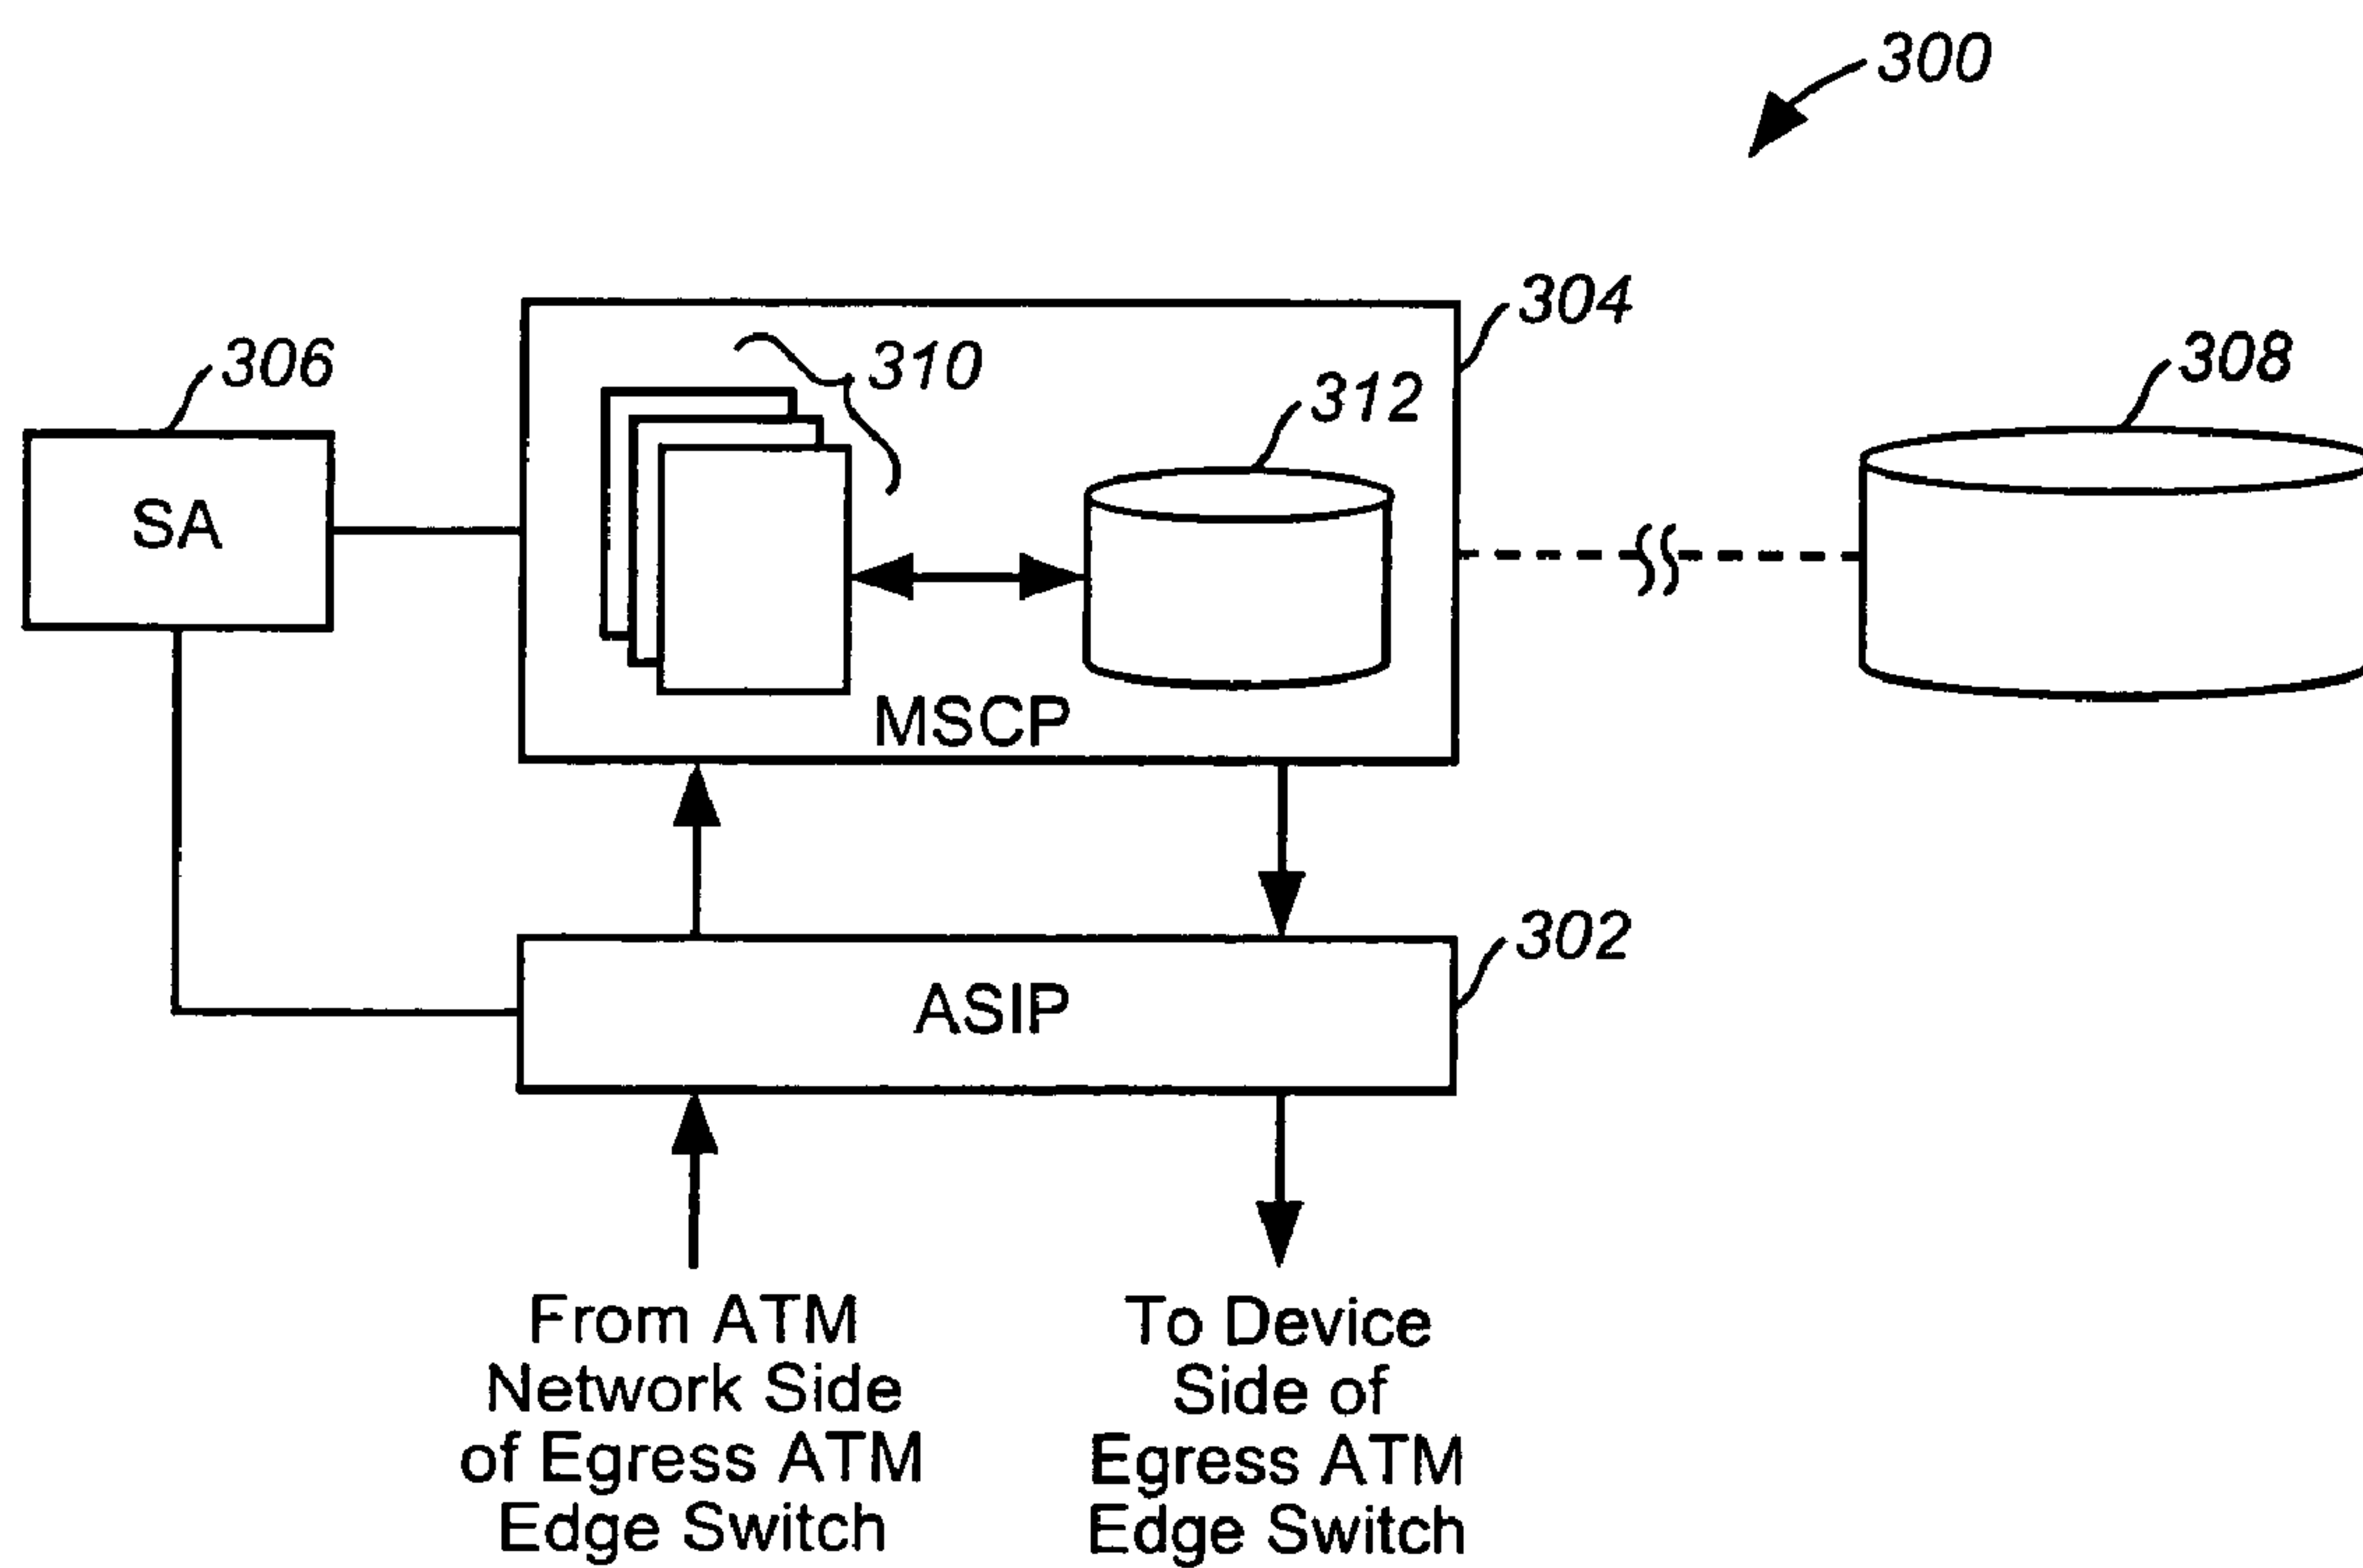 300
304
306
310
308
312
SA
MSCP
302
ASIP
From ATM
Network Side
of Egress ATM
Edge Switch
To Device
Side of
Egress ATM
Edge Switch